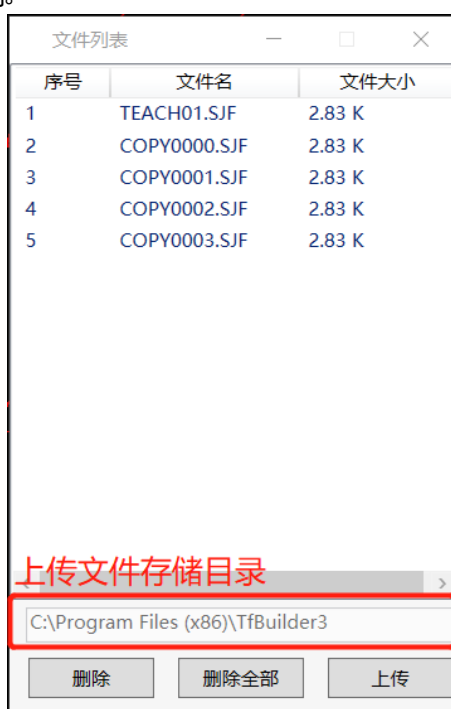 文件列表
序号 文件名 文件大小
1 TEACH01.SJF 2.83 K
2 COPY0000.SJF 2.83 K
3 COPY0001.SJF 2.83 K
4 COPY0002.SJF 2.83 K
5 COPY0003.SJF 2.83 K
上传文件存储目录
C:\Program Files (x86)\TfBuilder3
删除 删除全部 上传